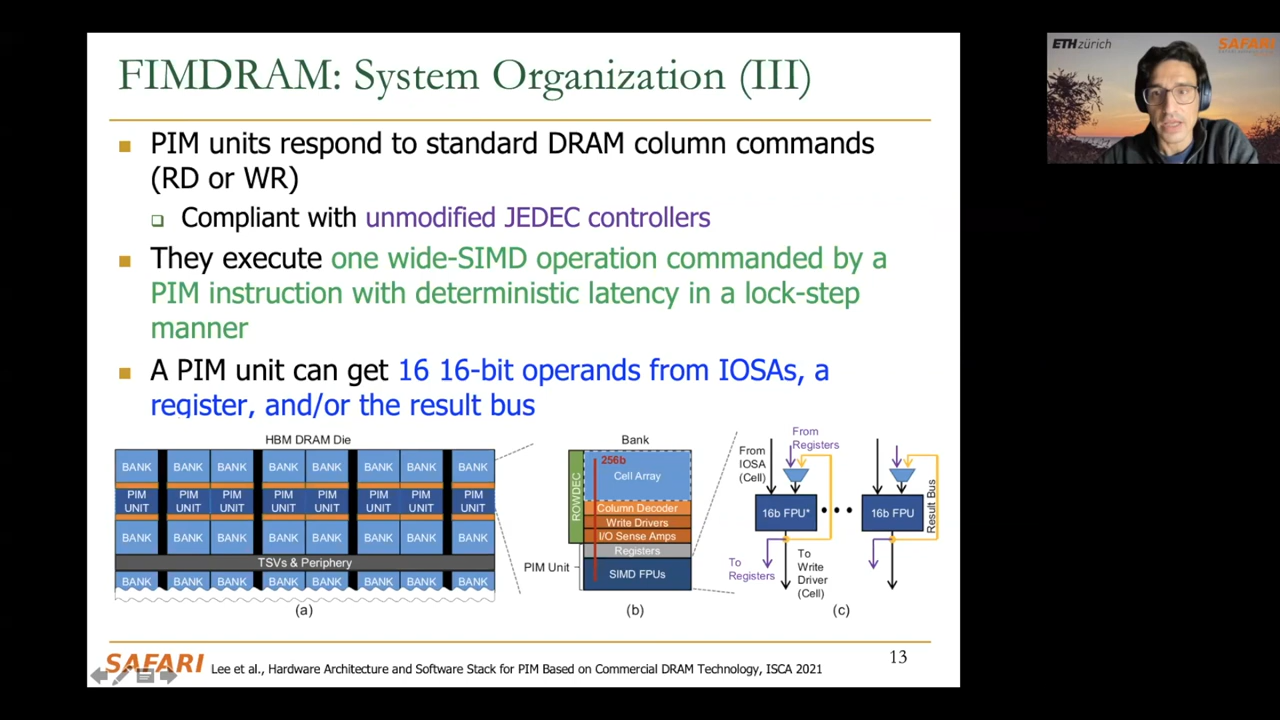 FIMDRAM: System Organization (III)
ETH zürich
SAFARI
PIM units respond to standard DRAM column commands
(RD or WR)
Compliant with unmodified JEDEC controllers
They execute one wide-SIMD operation commanded by a
PIM instruction with deterministic latency in a lock-step
manner
A PIM unit can get 16 16-bit operands from IOSAs, a
register, and/or the result bus
HBM DRAM Die
BANK BANK BANK BANK BANK BANK BANK BANK
PIM UNIT PIM UNIT PIM UNIT PIM UNIT PIM UNIT PIM UNIT PIM UNIT PIM UNIT
BANK BANK BANK BANK BANK BANK BANK BANK
TSVs & Periphery
BANK BANK BANK BANK BANK BANK BANK BANK
(a)
Bank
ROWDEC
256b
Cell Array
Column Decoder
Write Drivers
I/O Sense Amps
Registers
PIM Unit
SIMD FPUs
(b)
From
Registers
From
IOSA
(Cell)
16b FPU*
16b FPU
Result Bus
To
Registers
To
Write
Driver
(Cell)
(c)
SAFARI
Lee et al., Hardware Architecture and Software Stack for PIM Based on Commercial DRAM Technology, ISCA 2021
13